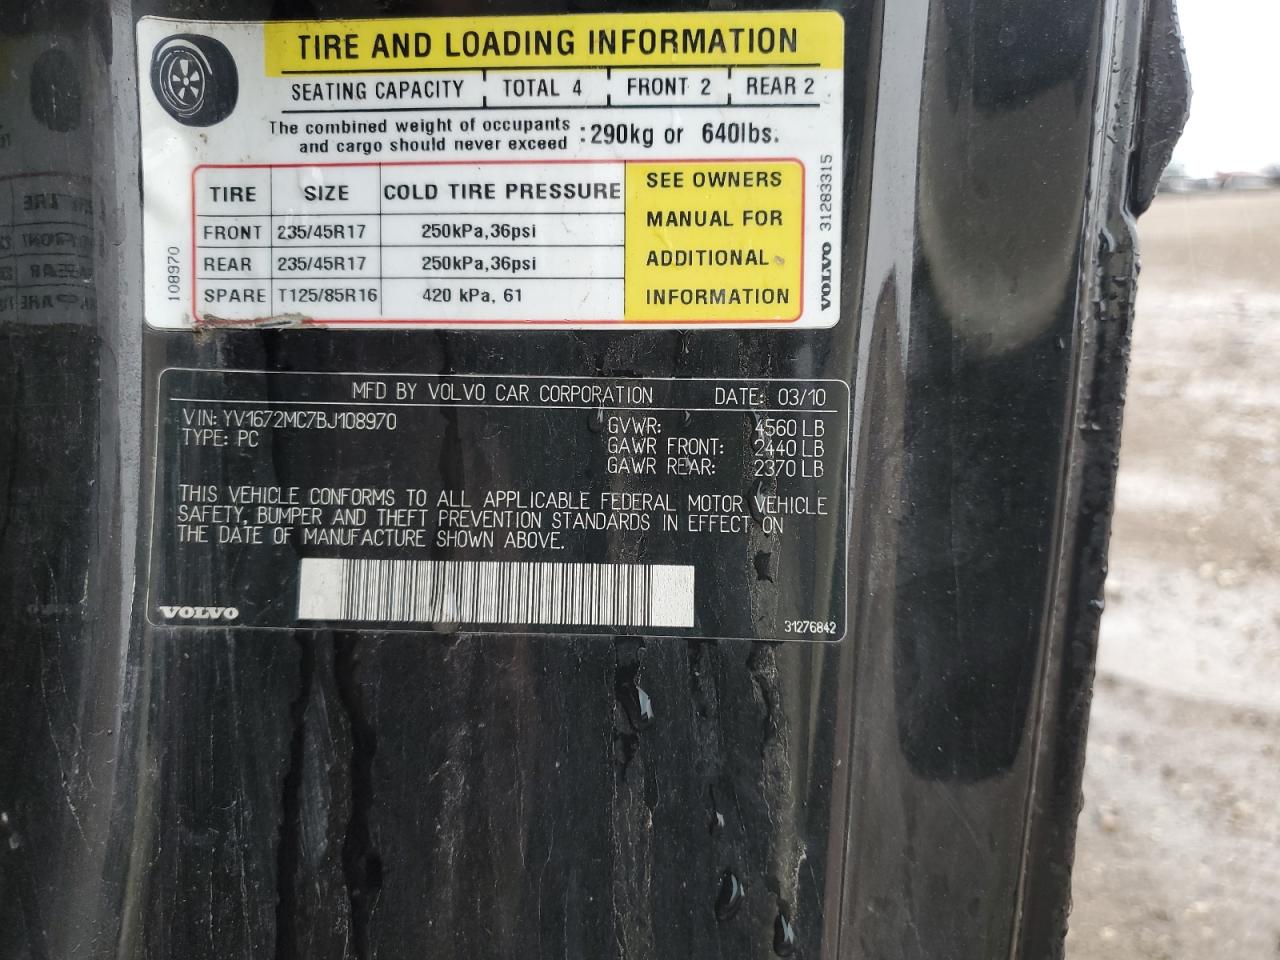 TIRE AND LOADING INFORMATION
SEATING CAPACITY TOTAL 4 FRONT 2 REAR 2
The combined weight of occupants
and cargo should never exceed :290kg or 640lbs.
TIRE SIZE COLD TIRE PRESSURE
FRONT 235/45R17 250kPa,36psi
REAR 235/45R17 250kPa,36psi
SPARE T125/85R16 420 kPa, 61
SEE OWNERS
MANUAL FOR
ADDITIONAL
INFORMATION
108970
VOLVO 31283315
MFD BY VOLVO CAR CORPORATION DATE: 03/10
VIN: YV1672MC7BJ108970
TYPE: PC
GVWR: 4560 LB
GAWR FRONT: 2440 LB
GAWR REAR: 2370 LB
THIS VEHICLE CONFORMS TO ALL APPLICABLE FEDERAL MOTOR VEHICLE
SAFETY, BUMPER AND THEFT PREVENTION STANDARDS IN EFFECT ON
THE DATE OF MANUFACTURE SHOWN ABOVE.
VOLVO
31276842